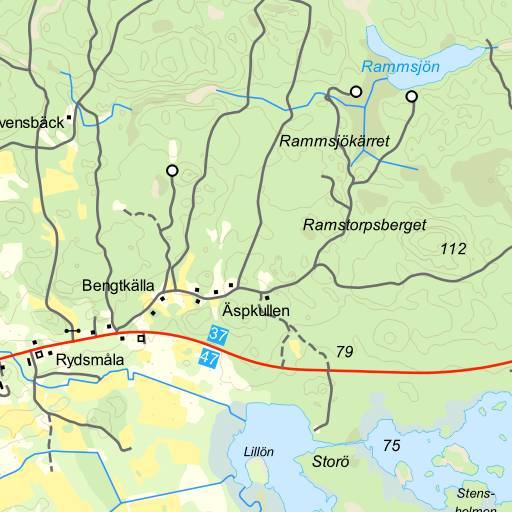 Rammsjön
vensbäck
Rammsjökärret
Ramstorpsberget
112
Bengtkälla
Äspkullen
37
47
79
Rydsmåla
75
Lillön
Storö
Stens-
holmen